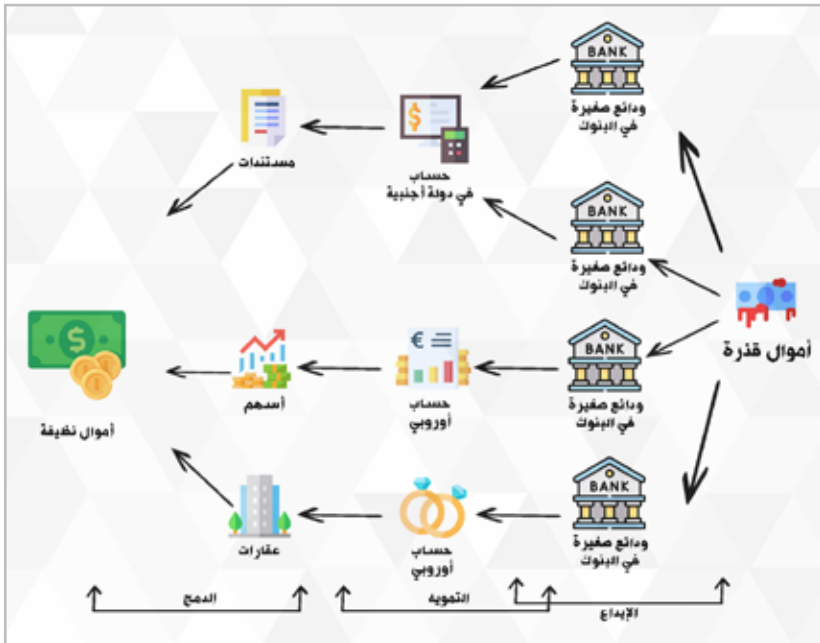 BANK
ودائع صغيرة
في البنوك
BANK
ودائع صغيرة
في البنوك
BANK
ودائع صغيرة
في البنوك
BANK
ودائع صغيرة
في البنوك
أموال قذرة
$
حساب
في دولة أجنبية
€
حساب
أوروبي
حساب
أوروبي
مستندات
أسهم
عقارات
$
أموال نظيفة
الإيداع
التمويه
الدمج